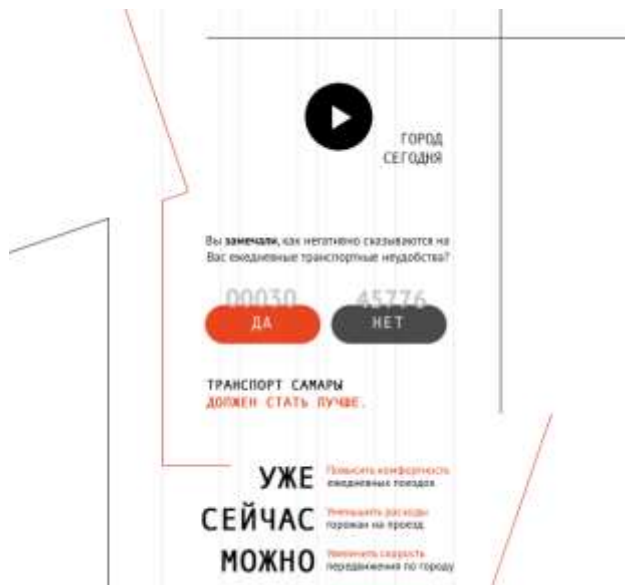 ГОРОД
СЕГОДНЯ
Вы замечали, как негативно сказываются на
Вас ежедневные транспортные неудобства?
00030 45776
ДА НЕТ
ТРАНСПОРТ САМАРЫ
ДОЛЖЕН СТАТЬ ЛУЧШЕ.
УЖЕ
Повысить комфортность
ежедневных поездок
СЕЙЧАС
Уменьшить расходы
горожан на проезд
МОЖНО
Увеличить скорость
передвижения по городу